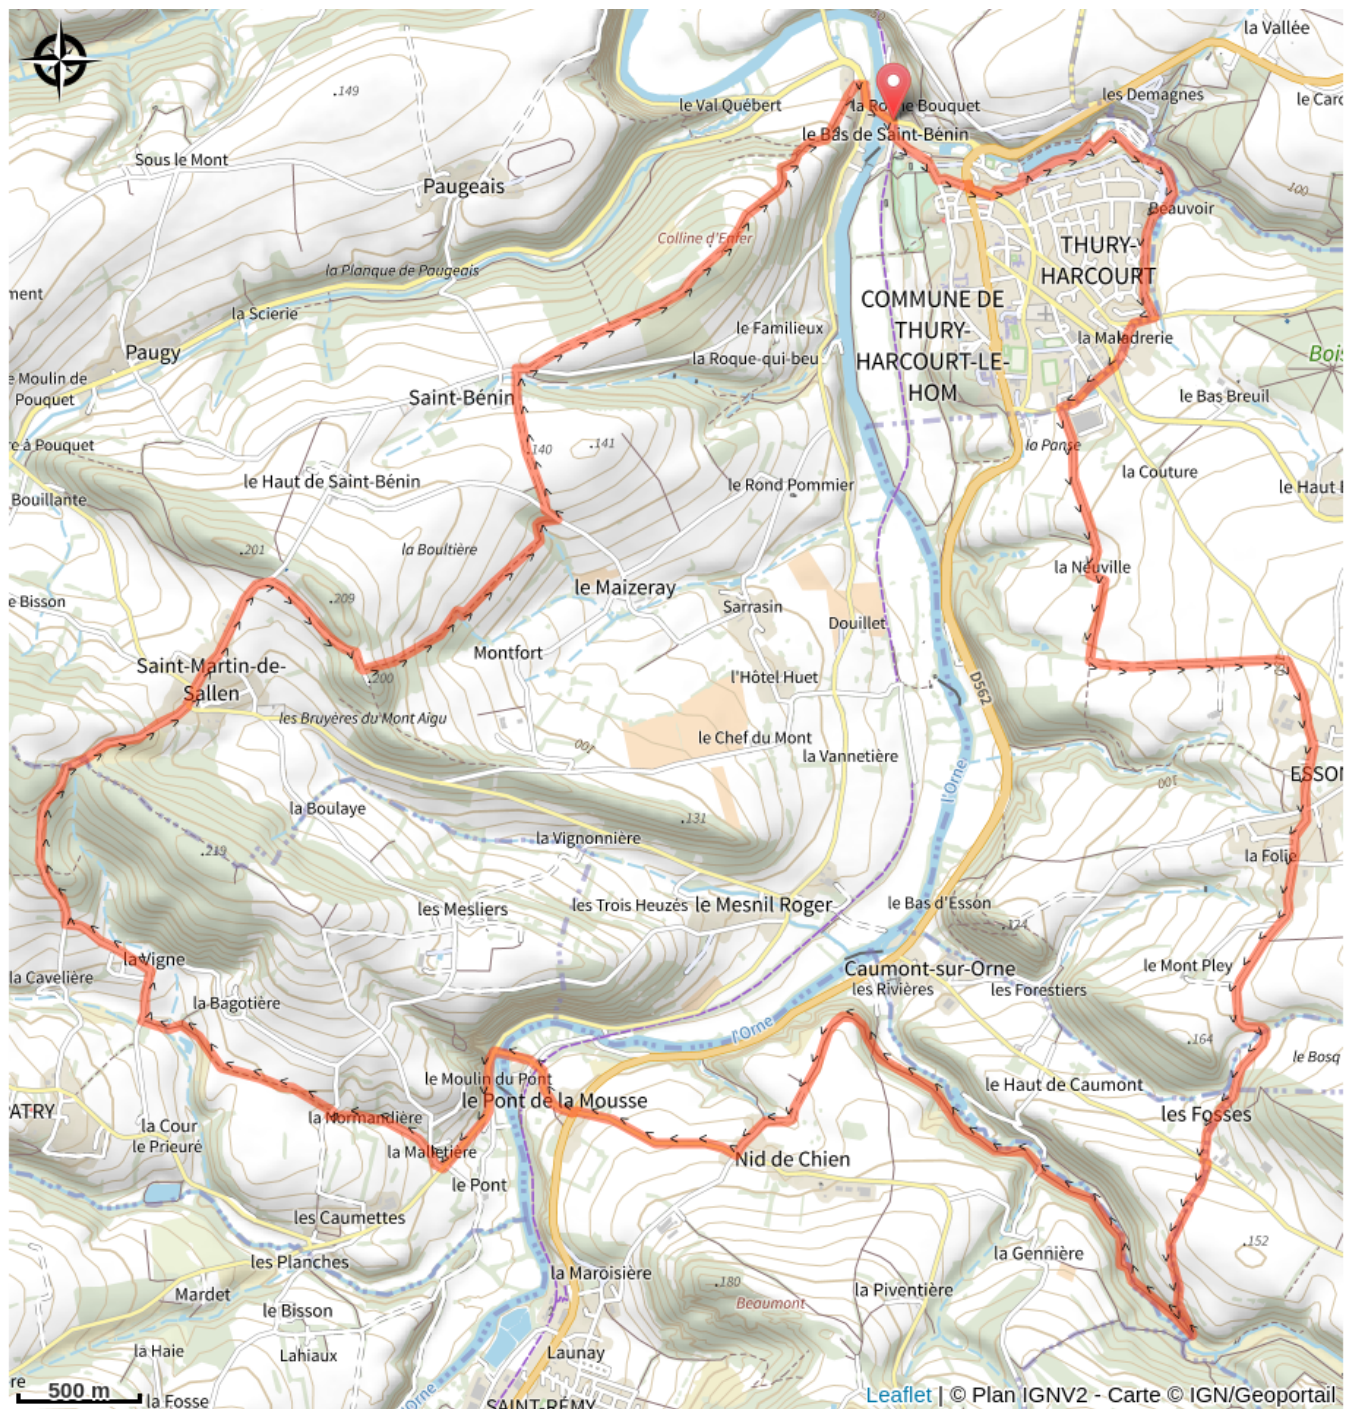 la Vallée
les Demagnes
le Val Québert
la Roche Bouquet
149
le Bas de Saint-Bénin
Sous le Mont
Paugeais
100
Beauvoir
Colline d'Enfer
THURY-
HARCOURT
la Planque de Paugeais
COMMUNE DE
THURY-
HARCOURT-LE-
HOM
la Scierie
le Familieux
la Maladrerie
Paugy
la Roque-qui-beu
Bois
e Moulin de
Pouquet
Saint-Bénin
le Bas Breuil
re à Pouquet
140
141
la Panse
la Couture
le Haut de Saint-Bénin
le Rond Pommier
Bouillante
201
la Boultière
la Neuville
le Maizeray
209
e Bisson
Sarrasin
Douillet
Montfort
Saint-Martin-de-
Sallen
200
l'Hôtel Huet
D562
les Bruyères du Mont Aigu
le Chef du Mont
100
la Vannetière
l'Orne
100
la Boulaye
131
la Vignonnière
219
la Folie
les Mesliers
les Trois Heuzés
le Mesnil Roger
le Bas d'Esson
124
la Vigne
la Cavelière
Caumont-sur-Orne
le Mont Pley
les Rivières
les Forestiers
la Bagotière
l'Orne
164
le Bosq
le Moulin du Pont
le Haut de Caumont
le Pont de la Mousse
les Fosses
la Normandière
la Cour
le Prieuré
la Malletière
Nid de Chien
le Pont
les Caumettes
152
la Gennière
les Planches
la Maroisière
180
la Piventière
Mardet
Beaumont
le Bisson
la Haie
Lahiaux
Launay
500 m
la Fosse
Orne
SAINT-RÉMY
Leaflet | © Plan IGNV2 - Carte © IGN/Geoportail